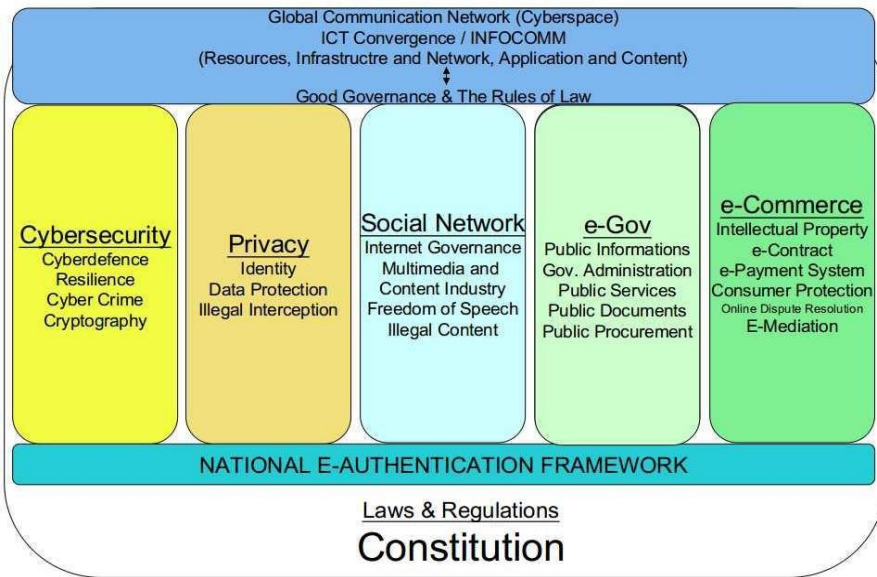 Global Communication Network (Cyberspace)
ICT Convergence / INFOCOMM
(Resources, Infrastructre and Network, Application and Content)
Good Governance & The Rules of Law
Cybersecurity
Cyberdefence
Resilience
Cyber Crime
Cryptography
Privacy
Identity
Data Protection
Illegal Interception
Social Network
Internet Governance
Multimedia and
Content Industry
Freedom of Speech
Illegal Content
e-Gov
Public Informations
Gov. Administration
Public Services
Public Documents
Public Procurement
e-Commerce
Intellectual Property
e-Contract
e-Payment System
Consumer Protection
Online Dispute Resolution
E-Mediation
NATIONAL E-AUTHENTICATION FRAMEWORK
Laws & Regulations
Constitution